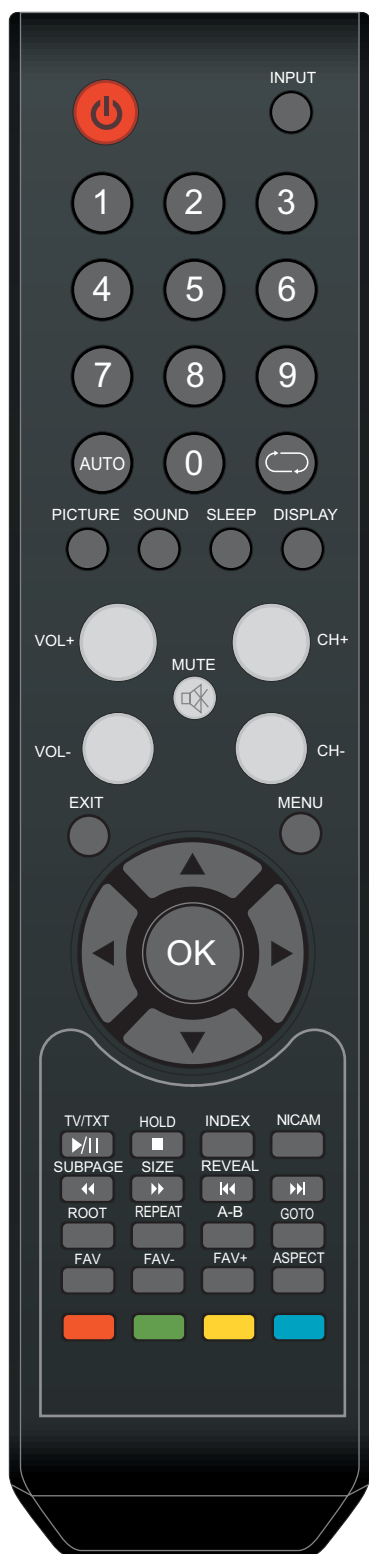 INPUT
1 2 3
4 5 6
7 8 9
AUTO 0
PICTURE SOUND SLEEP DISPLAY
VOL+ CH+
MUTE
VOL- CH-
EXIT MENU
OK
TV/TXT HOLD INDEX NICAM
SUBPAGE SIZE REVEAL
ROOT REPEAT A-B GOTO
FAV FAV- FAV+ ASPECT